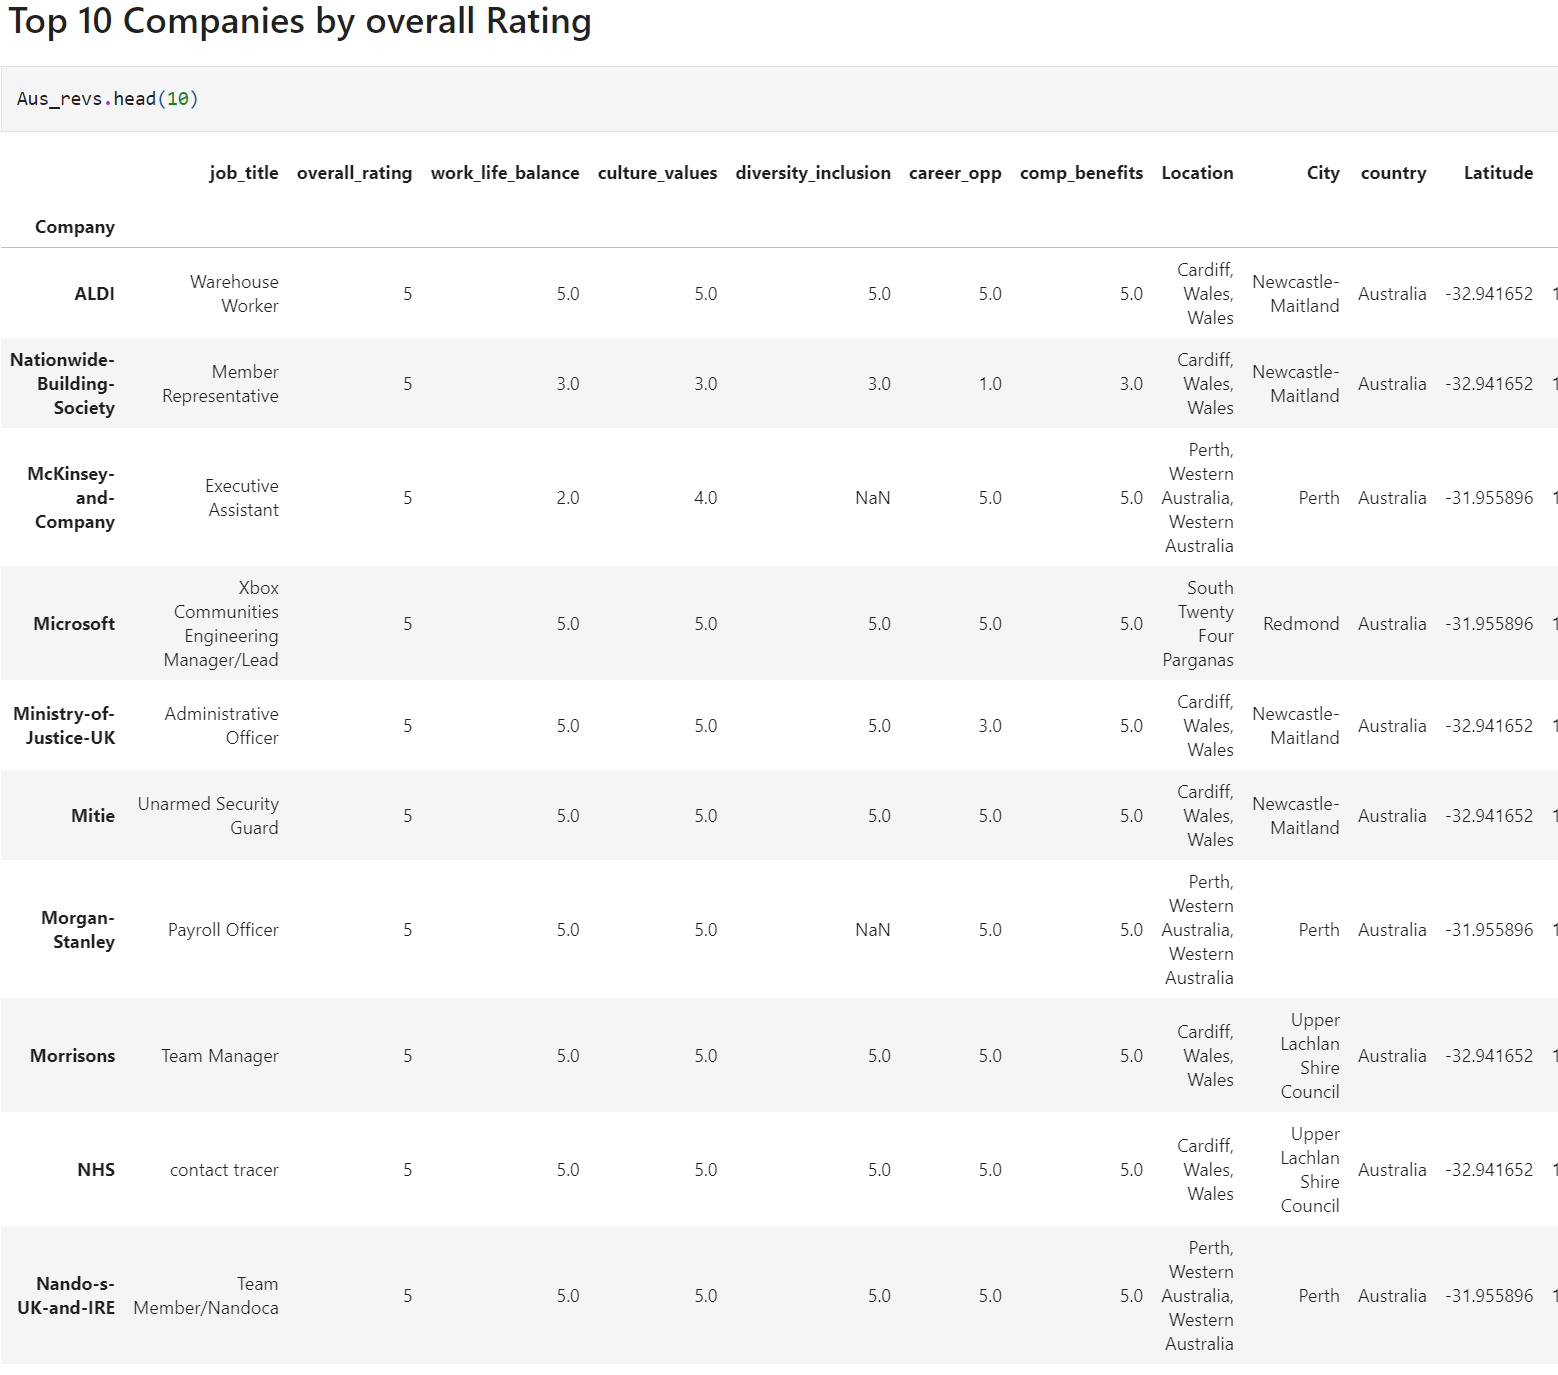 Top 10 Companies by overall Rating
Aus_revs.head(10)
job_title overall_rating work_life_balance culture_values diversity_inclusion career_opp comp_benefits Location City country Latitude
Company
ALDI Warehouse Worker 5 5.0 5.0 5.0 5.0 5.0 Cardiff, Wales, Wales Newcastle-Maitland Australia -32.941652 1
Nationwide-Building-Society Member Representative 5 3.0 3.0 3.0 1.0 3.0 Cardiff, Wales, Wales Newcastle-Maitland Australia -32.941652 1
McKinsey-and-Company Executive Assistant 5 2.0 4.0 NaN 5.0 5.0 Perth, Western Australia, Western Australia Perth Australia -31.955896 1
Microsoft Xbox Communities Engineering Manager/Lead 5 5.0 5.0 5.0 5.0 5.0 South Twenty Four Parganas Redmond Australia -31.955896 1
Ministry-of-Justice-UK Administrative Officer 5 5.0 5.0 5.0 3.0 5.0 Cardiff, Wales, Wales Newcastle-Maitland Australia -32.941652 1
Mitie Unarmed Security Guard 5 5.0 5.0 5.0 5.0 5.0 Cardiff, Wales, Wales Newcastle-Maitland Australia -32.941652 1
Morgan-Stanley Payroll Officer 5 5.0 5.0 NaN 5.0 5.0 Perth, Western Australia, Western Australia Perth Australia -31.955896 1
Morrisons Team Manager 5 5.0 5.0 5.0 5.0 5.0 Cardiff, Wales, Wales Upper Lachlan Shire Council Australia -32.941652 1
NHS contact tracer 5 5.0 5.0 5.0 5.0 5.0 Cardiff, Wales, Wales Upper Lachlan Shire Council Australia -32.941652 1
Nando-s-UK-and-IRE Team Member/Nandoca 5 5.0 5.0 5.0 5.0 5.0 Perth, Western Australia, Western Australia Perth Australia -31.955896 1